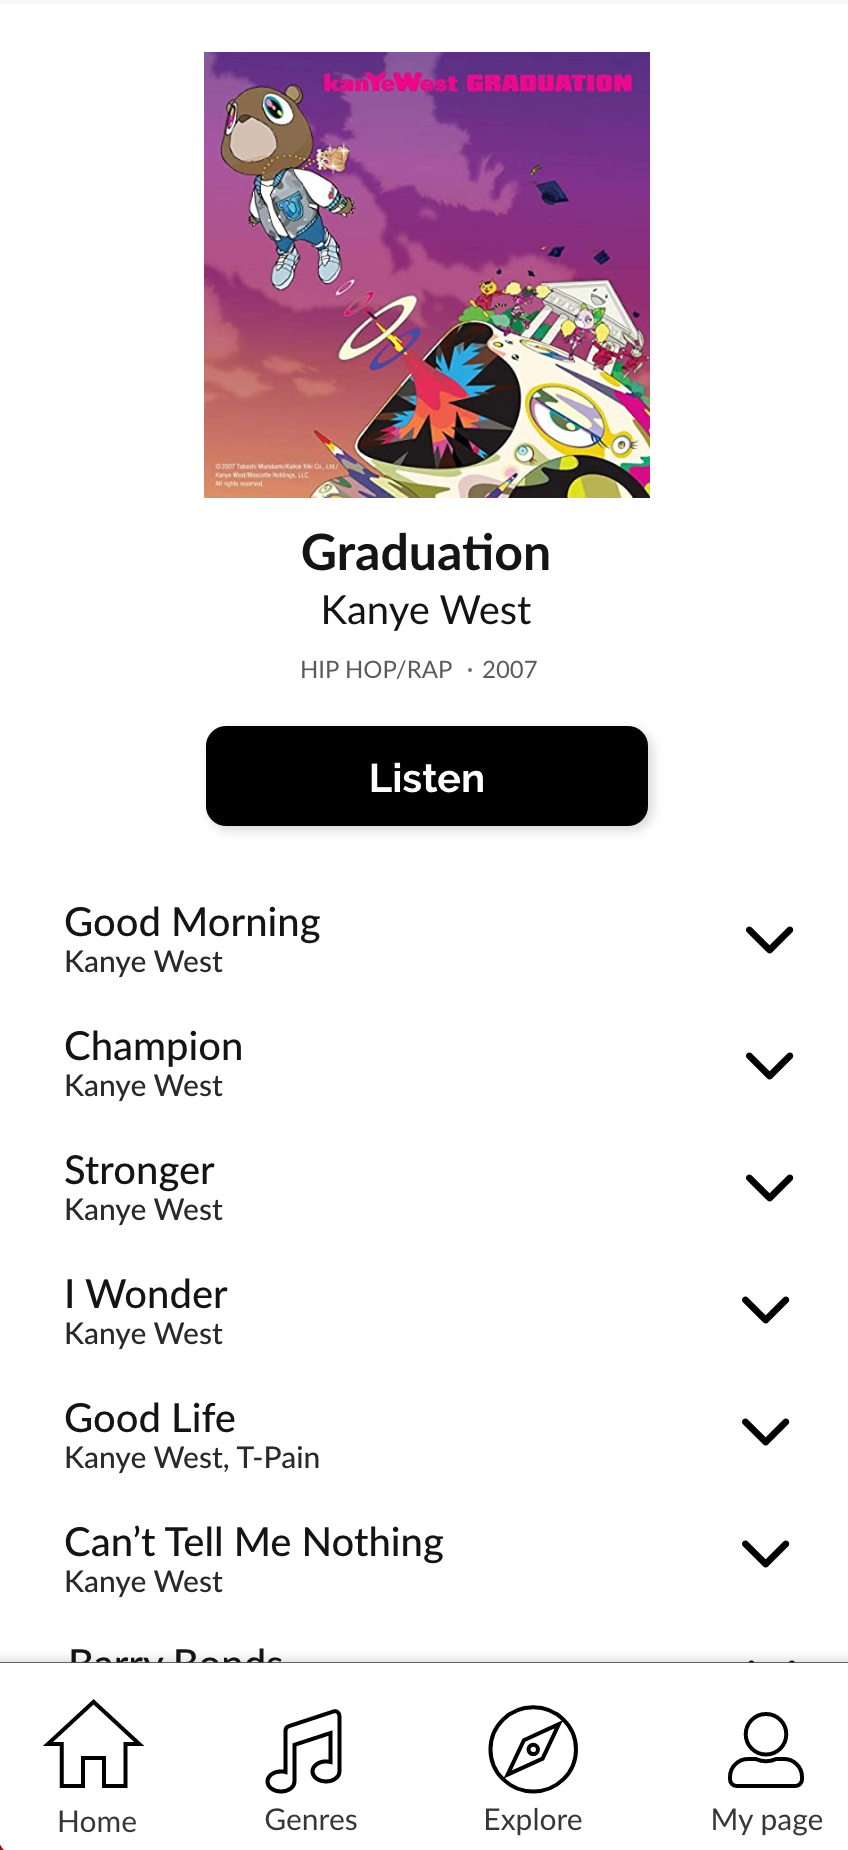 kanYeWest GRADUATION
©2007 Takashi Murakami/Kaikai Kiki Co., Ltd./
Kanye West/Mascotte Holdings, LLC.
All rights reserved.
Graduation
Kanye West
HIP HOP/RAP · 2007
Listen
Good Morning
Kanye West
Champion
Kanye West
Stronger
Kanye West
I Wonder
Kanye West
Good Life
Kanye West, T-Pain
Can’t Tell Me Nothing
Kanye West
Barry Bonds
Home
Genres
Explore
My page